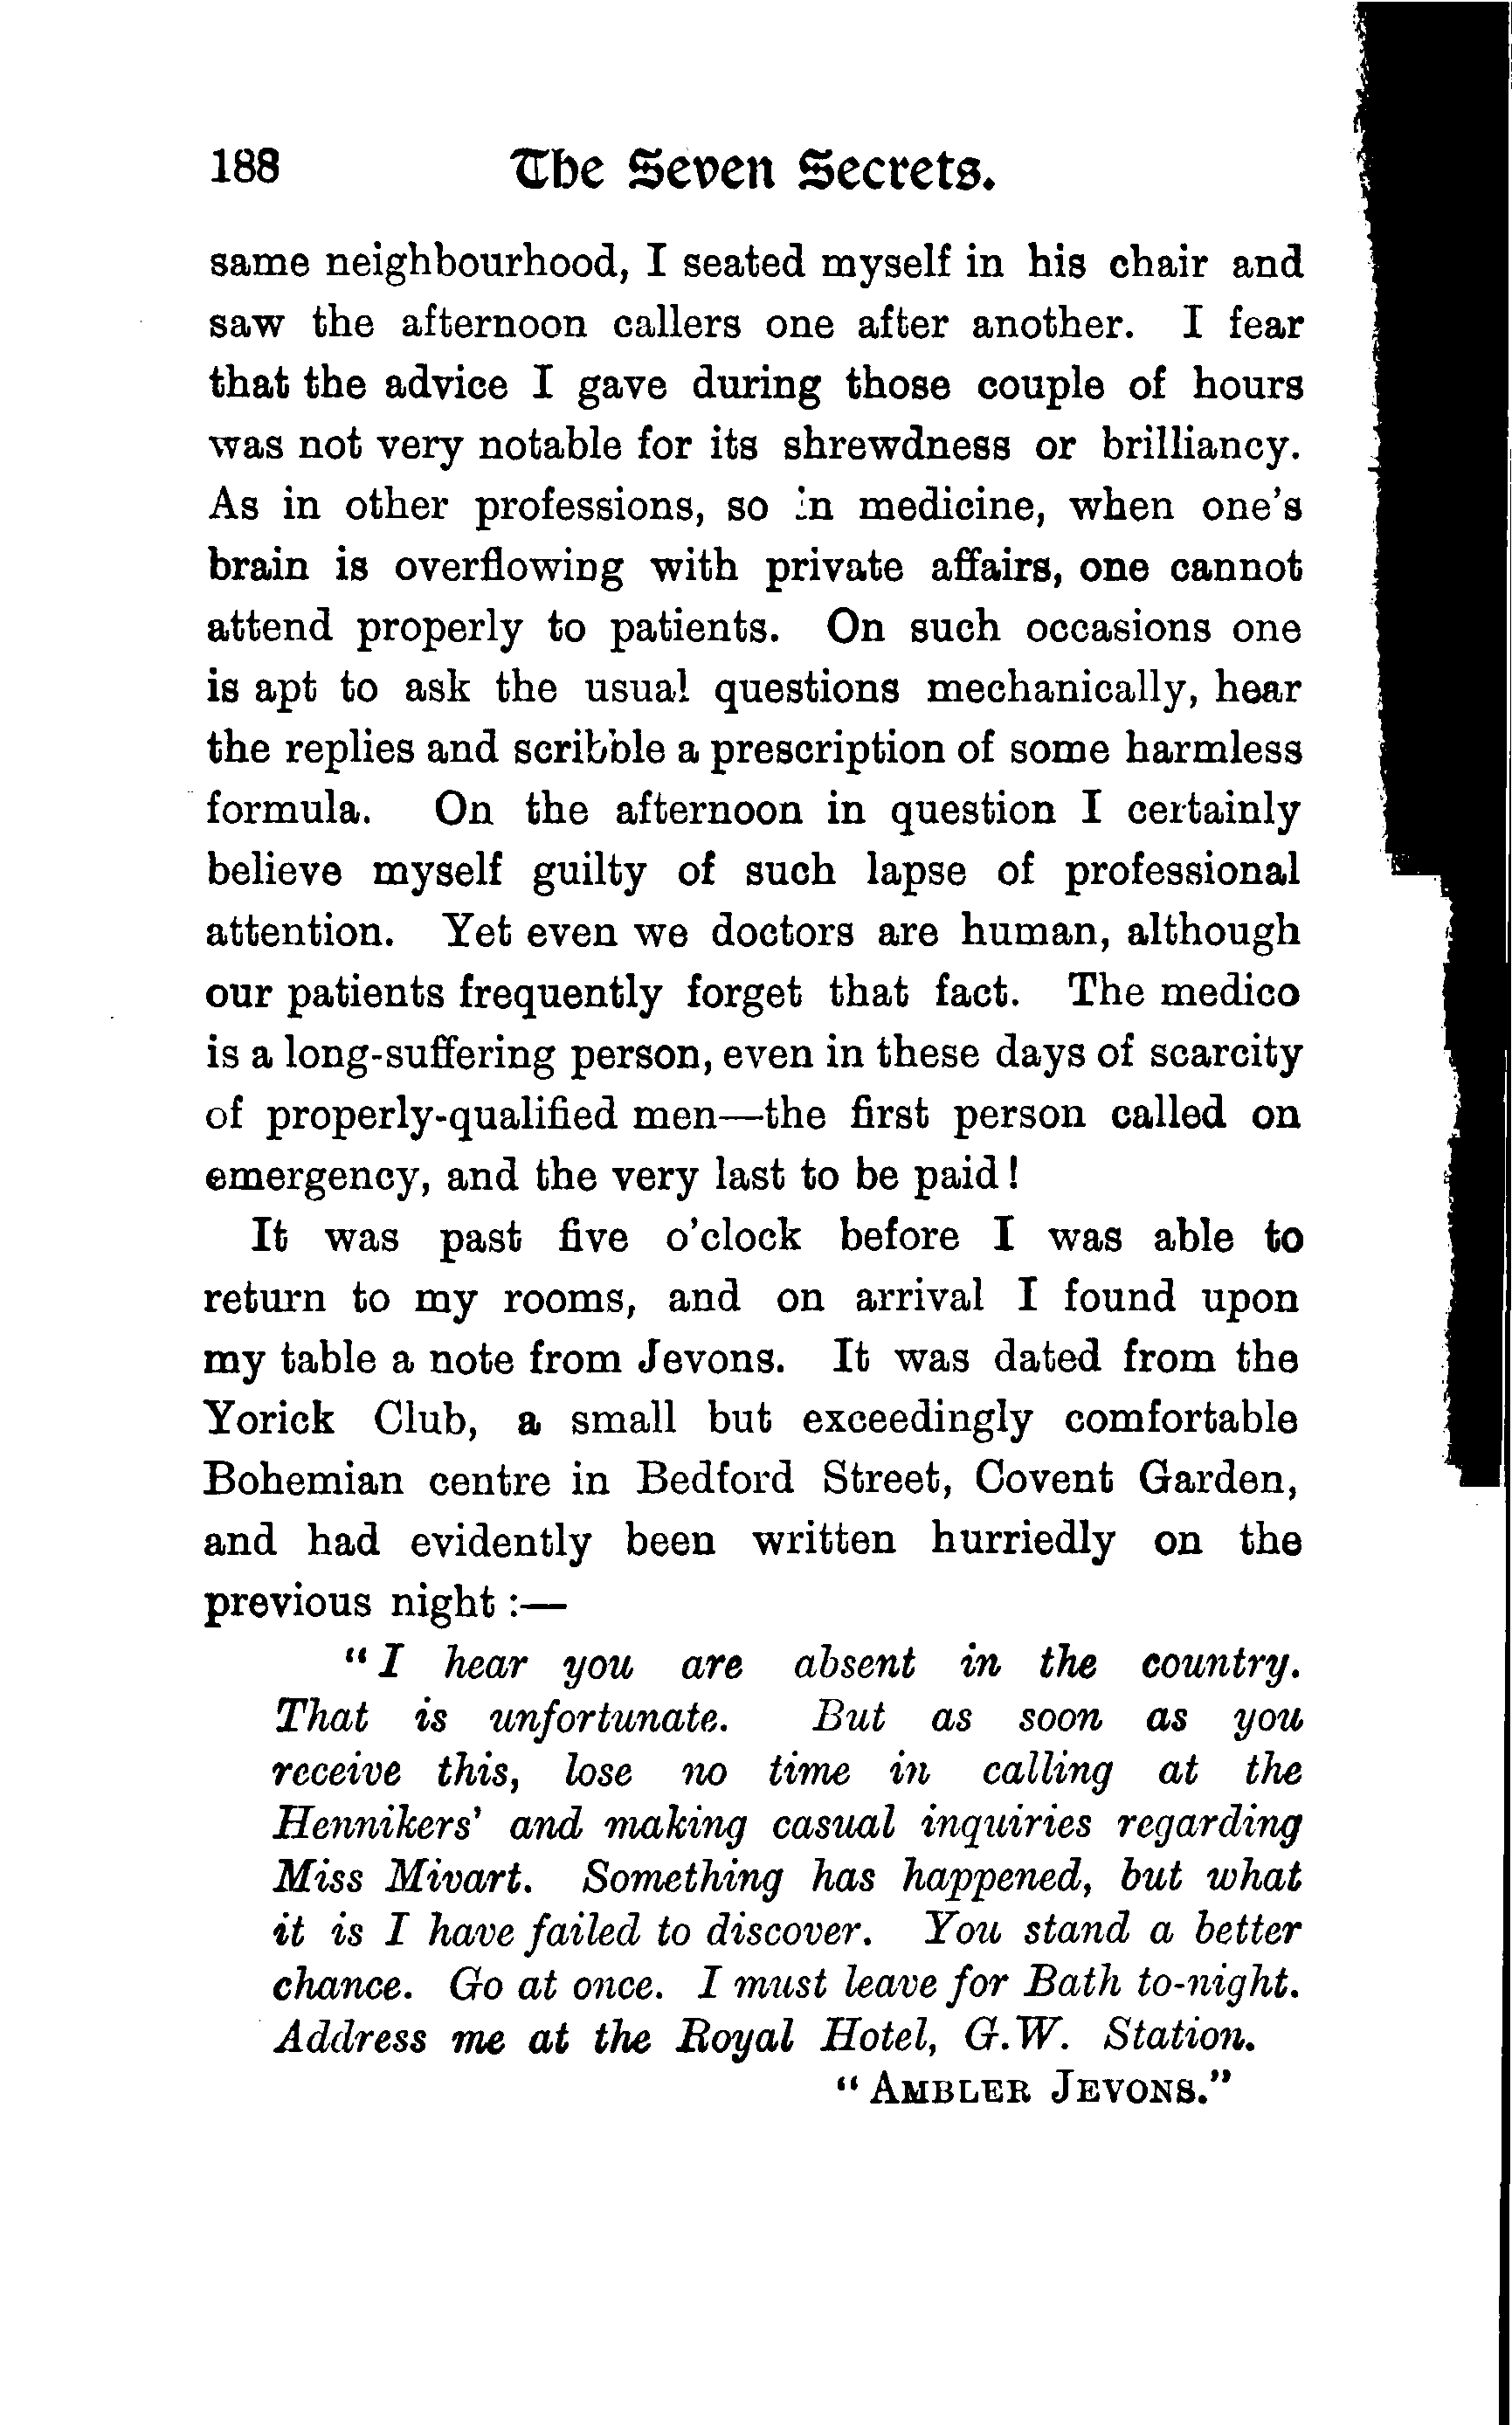 188 The Seven Secrets.
same neighbourhood, I seated myself in his chair and
saw the afternoon callers one after another. I fear
that the advice I gave during those couple of hours
was not very notable for its shrewdness or brilliancy.
As in other professions, so in medicine, when one's
brain is overflowing with private affairs, one cannot
attend properly to patients. On such occasions one
is apt to ask the usual questions mechanically, hear
the replies and scribble a prescription of some harmless
formula. On the afternoon in question I certainly
believe myself guilty of such lapse of professional
attention. Yet even we doctors are human, although
our patients frequently forget that fact. The medico
is a long-suffering person, even in these days of scarcity
of properly-qualified men—the first person called on
emergency, and the very last to be paid!
It was past five o'clock before I was able to
return to my rooms, and on arrival I found upon
my table a note from Jevons. It was dated from the
Yorick Club, a small but exceedingly comfortable
Bohemian centre in Bedford Street, Covent Garden,
and had evidently been written hurriedly on the
previous night :—
"I hear you are absent in the country.
That is unfortunate. But as soon as you
receive this, lose no time in calling at the
Hennikers' and making casual inquiries regarding
Miss Mivart. Something has happened, but what
it is I have failed to discover. You stand a better
chance. Go at once. I must leave for Bath to-night.
Address me at the Royal Hotel, G.W. Station.
"AMBLER JEVONS."